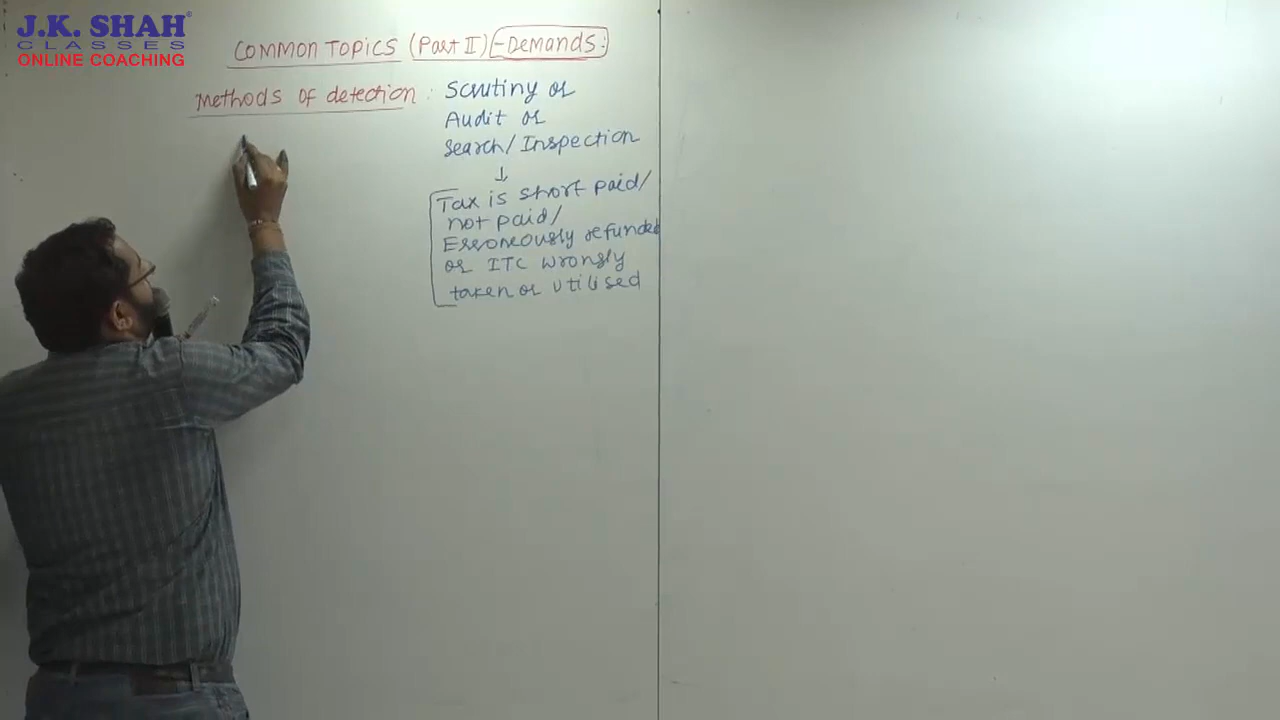 J.K. SHAH®
CLASSES
ONLINE COACHING
COMMON TOPICS (Part II) - Demands:
Methods of detection : Scrutiny or
Audit or
Search/Inspection
↓
Tax is short paid/
not paid/
Erroneously refunded
or ITC wrongly
taken or utilised